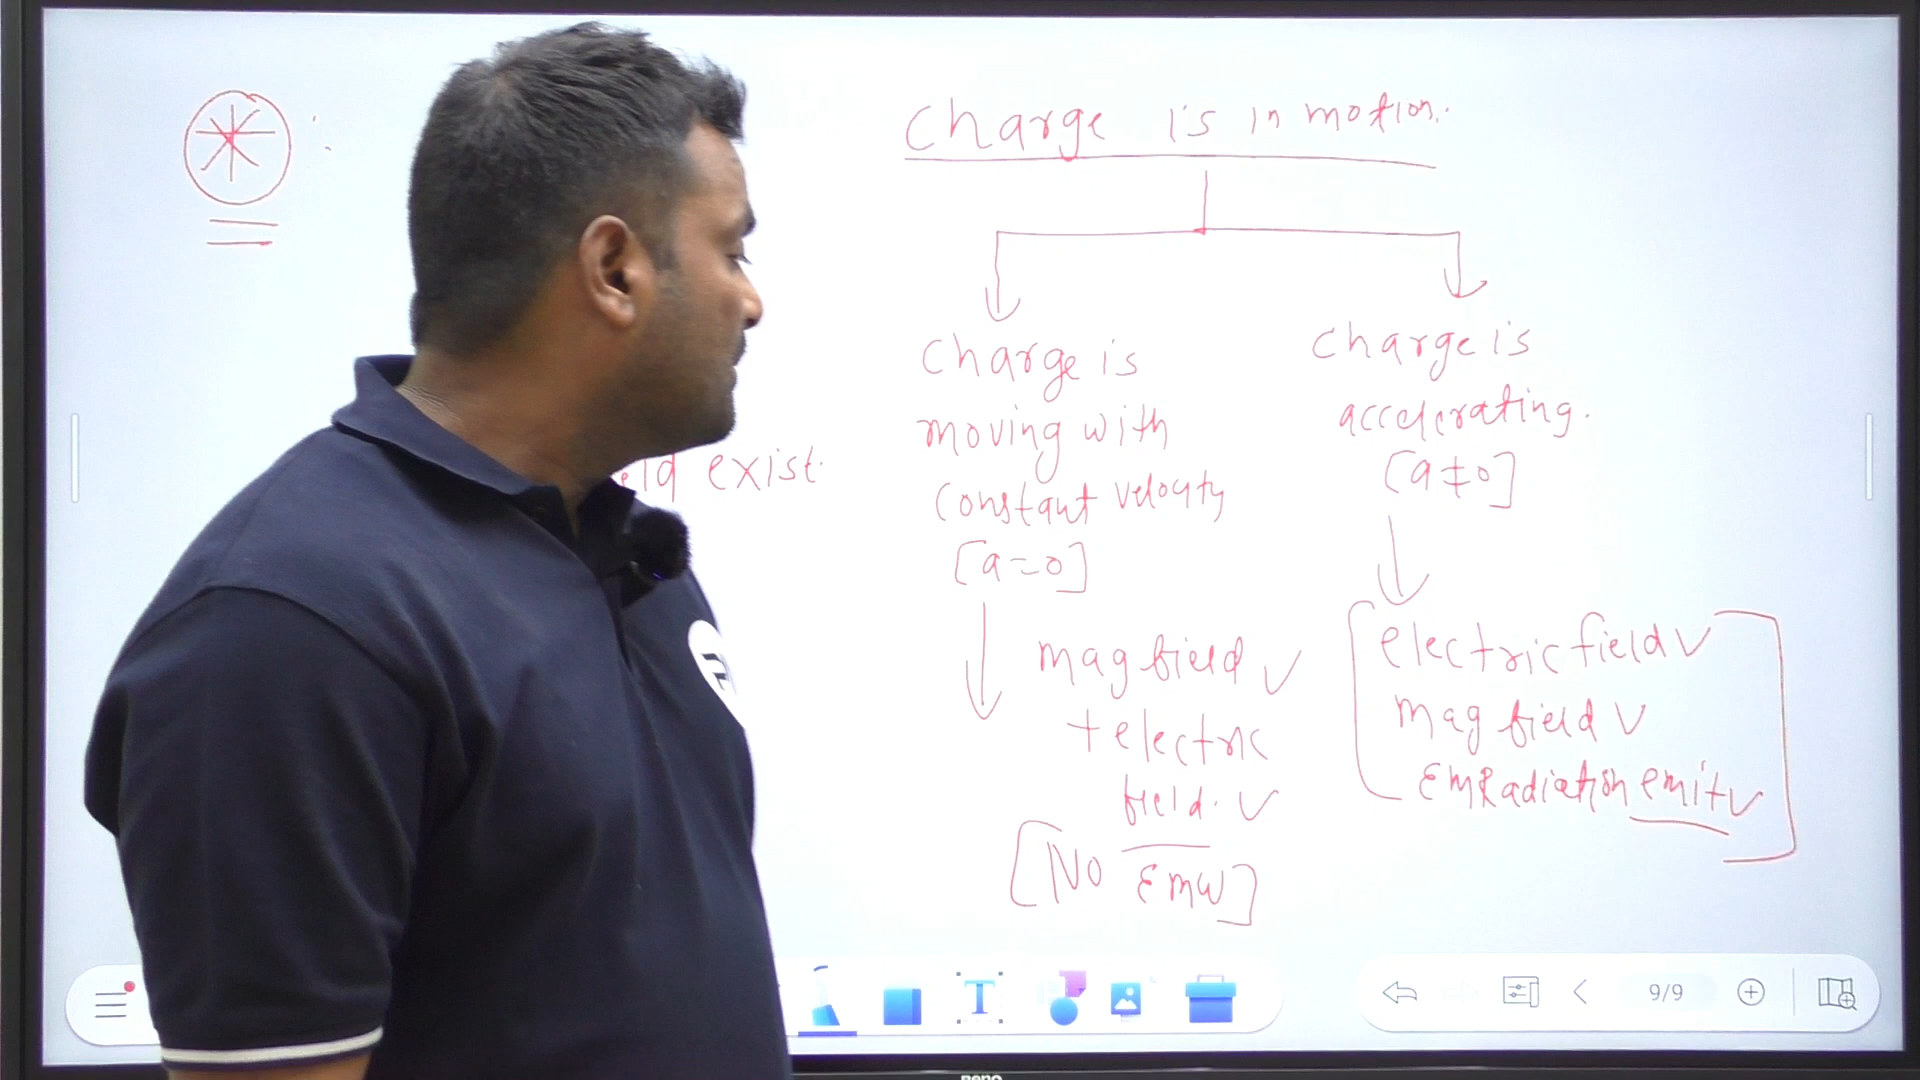 Charge is in motion.
Charge is
moving with
constant velocity
[a=0]
mag field ✓
+ electric
field. ✓
[No EMW]
Charge is
accelerating.
[a≠0]
electric field ✓
mag field ✓
EM Radiation emit ✓
exist.
T
9/9